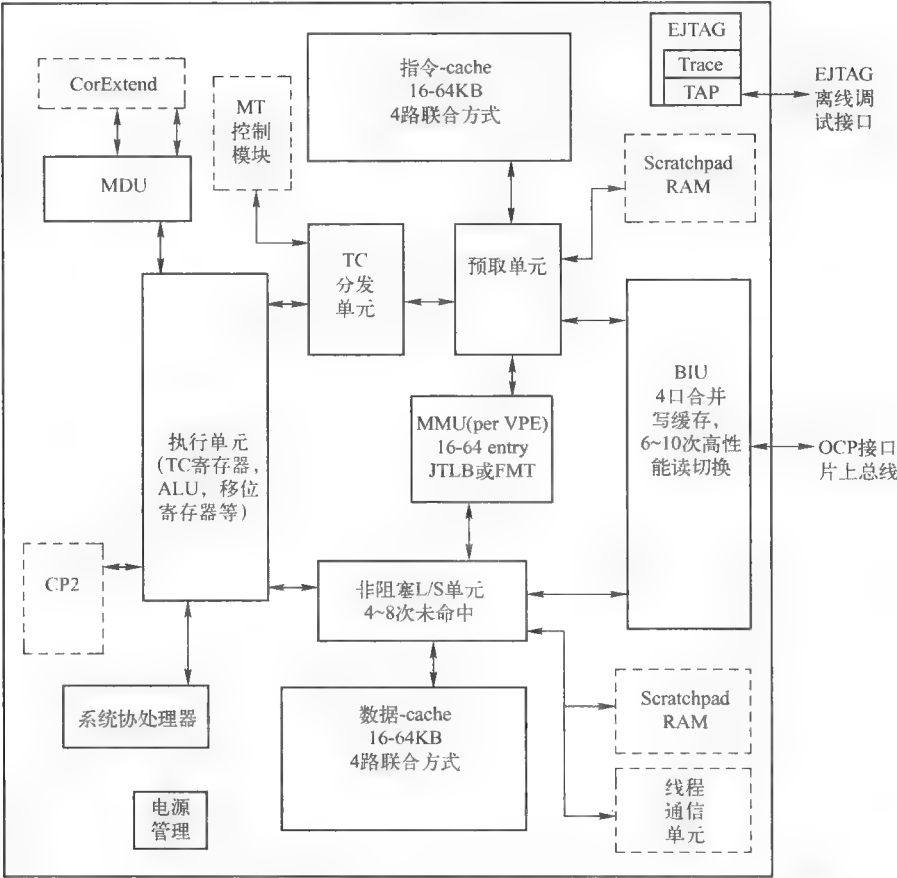 EJTAG
Trace
TAP
EJTAG
离线调
试接口
CorExtend
MT
控制
模块
指令-cache
16-64KB
4路联合方式
Scratchpad
RAM
MDU
TC
分发
单元
预取单元
BIU
4口合并
写缓存,
6~10次高性
能读切换
OCP接口
片上总线
MMU(per VPE)
16-64 entry
JTLB或FMT
执行单元
(TC寄存器,
ALU, 移位
寄存器等)
CP2
非阻塞L/S单元
4~8次未命中
系统协处理器
数据-cache
16-64KB
4路联合方式
Scratchpad
RAM
线程
通信
单元
电源
管理